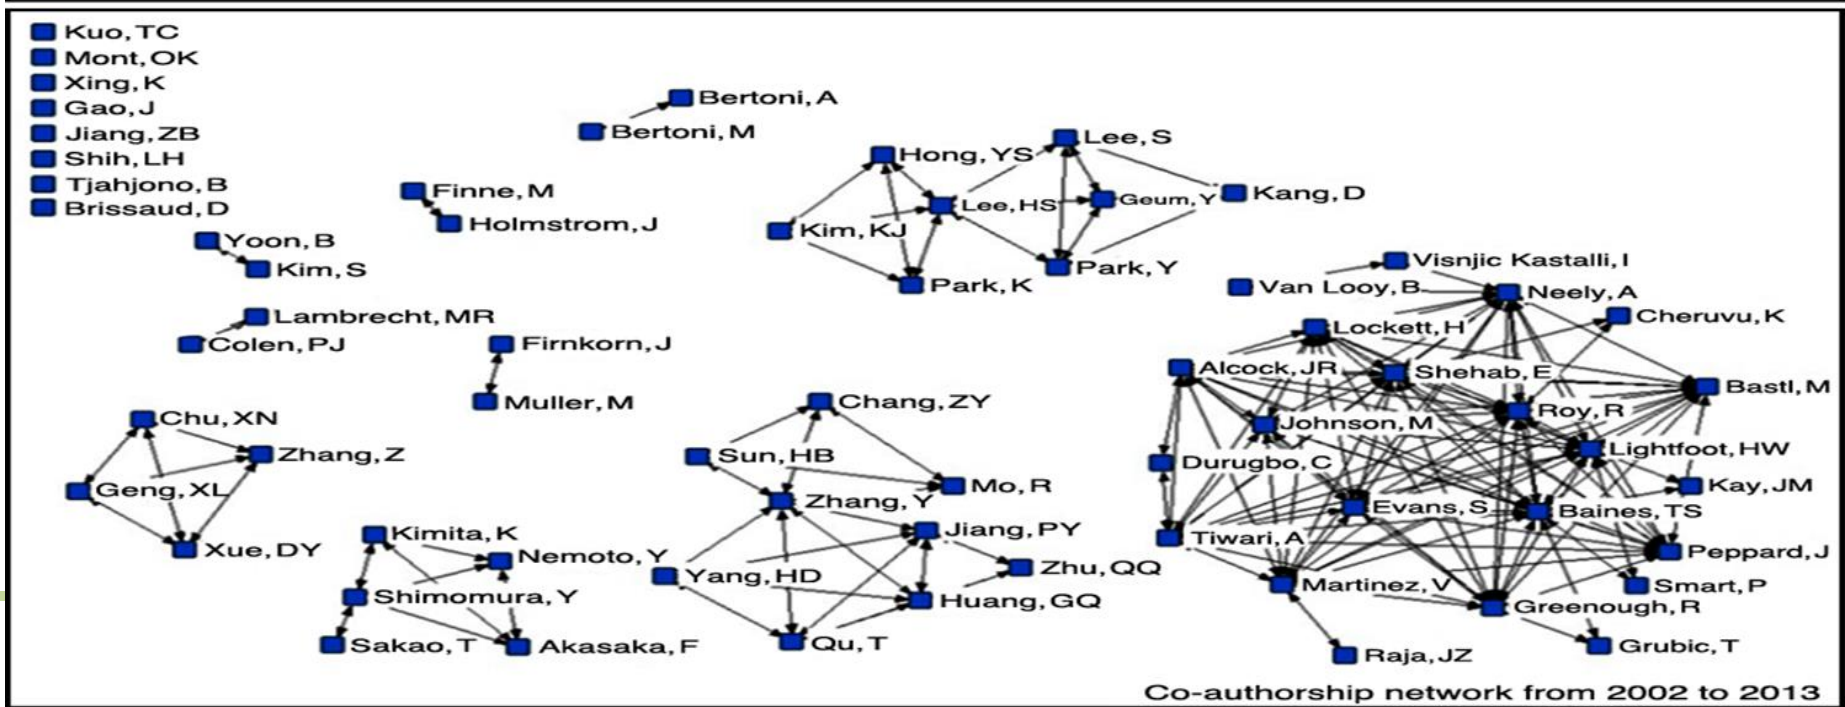 Kuo, TC
Mont, OK
Xing, K
Gao, J
Jiang, ZB
Shih, LH
Tjahjono, B
Brissaud, D
Yoon, B
Kim, S
Lambrecht, MR
Colen, PJ
Finne, M
Holmstrom, J
Firnkorn, J
Muller, M
Bertoni, A
Bertoni, M
Hong, YS
Lee, S
Lee, HS
Geum, Y
Kang, D
Kim, KJ
Park, K
Park, Y
Chu, XN
Zhang, Z
Geng, XL
Xue, DY
Kimita, K
Nemoto, Y
Shimomura, Y
Sakao, T
Akasaka, F
Chang, ZY
Sun, HB
Mo, R
Zhang, Y
Jiang, PY
Yang, HD
Zhu, QQ
Huang, GQ
Qu, T
Visnjic Kastalli, I
Van Looy, B
Neely, A
Cheruvu, K
Lockett, H
Alcock, JR
Shehab, E
Bastl, M
Roy, R
Johnson, M
Lightfoot, HW
Durugbo, C
Kay, JM
Evans, S
Baines, TS
Tiwari, A
Peppard, J
Martinez, V
Smart, P
Greenough, R
Grubic, T
Raja, JZ
Co-authorship network from 2002 to 2013